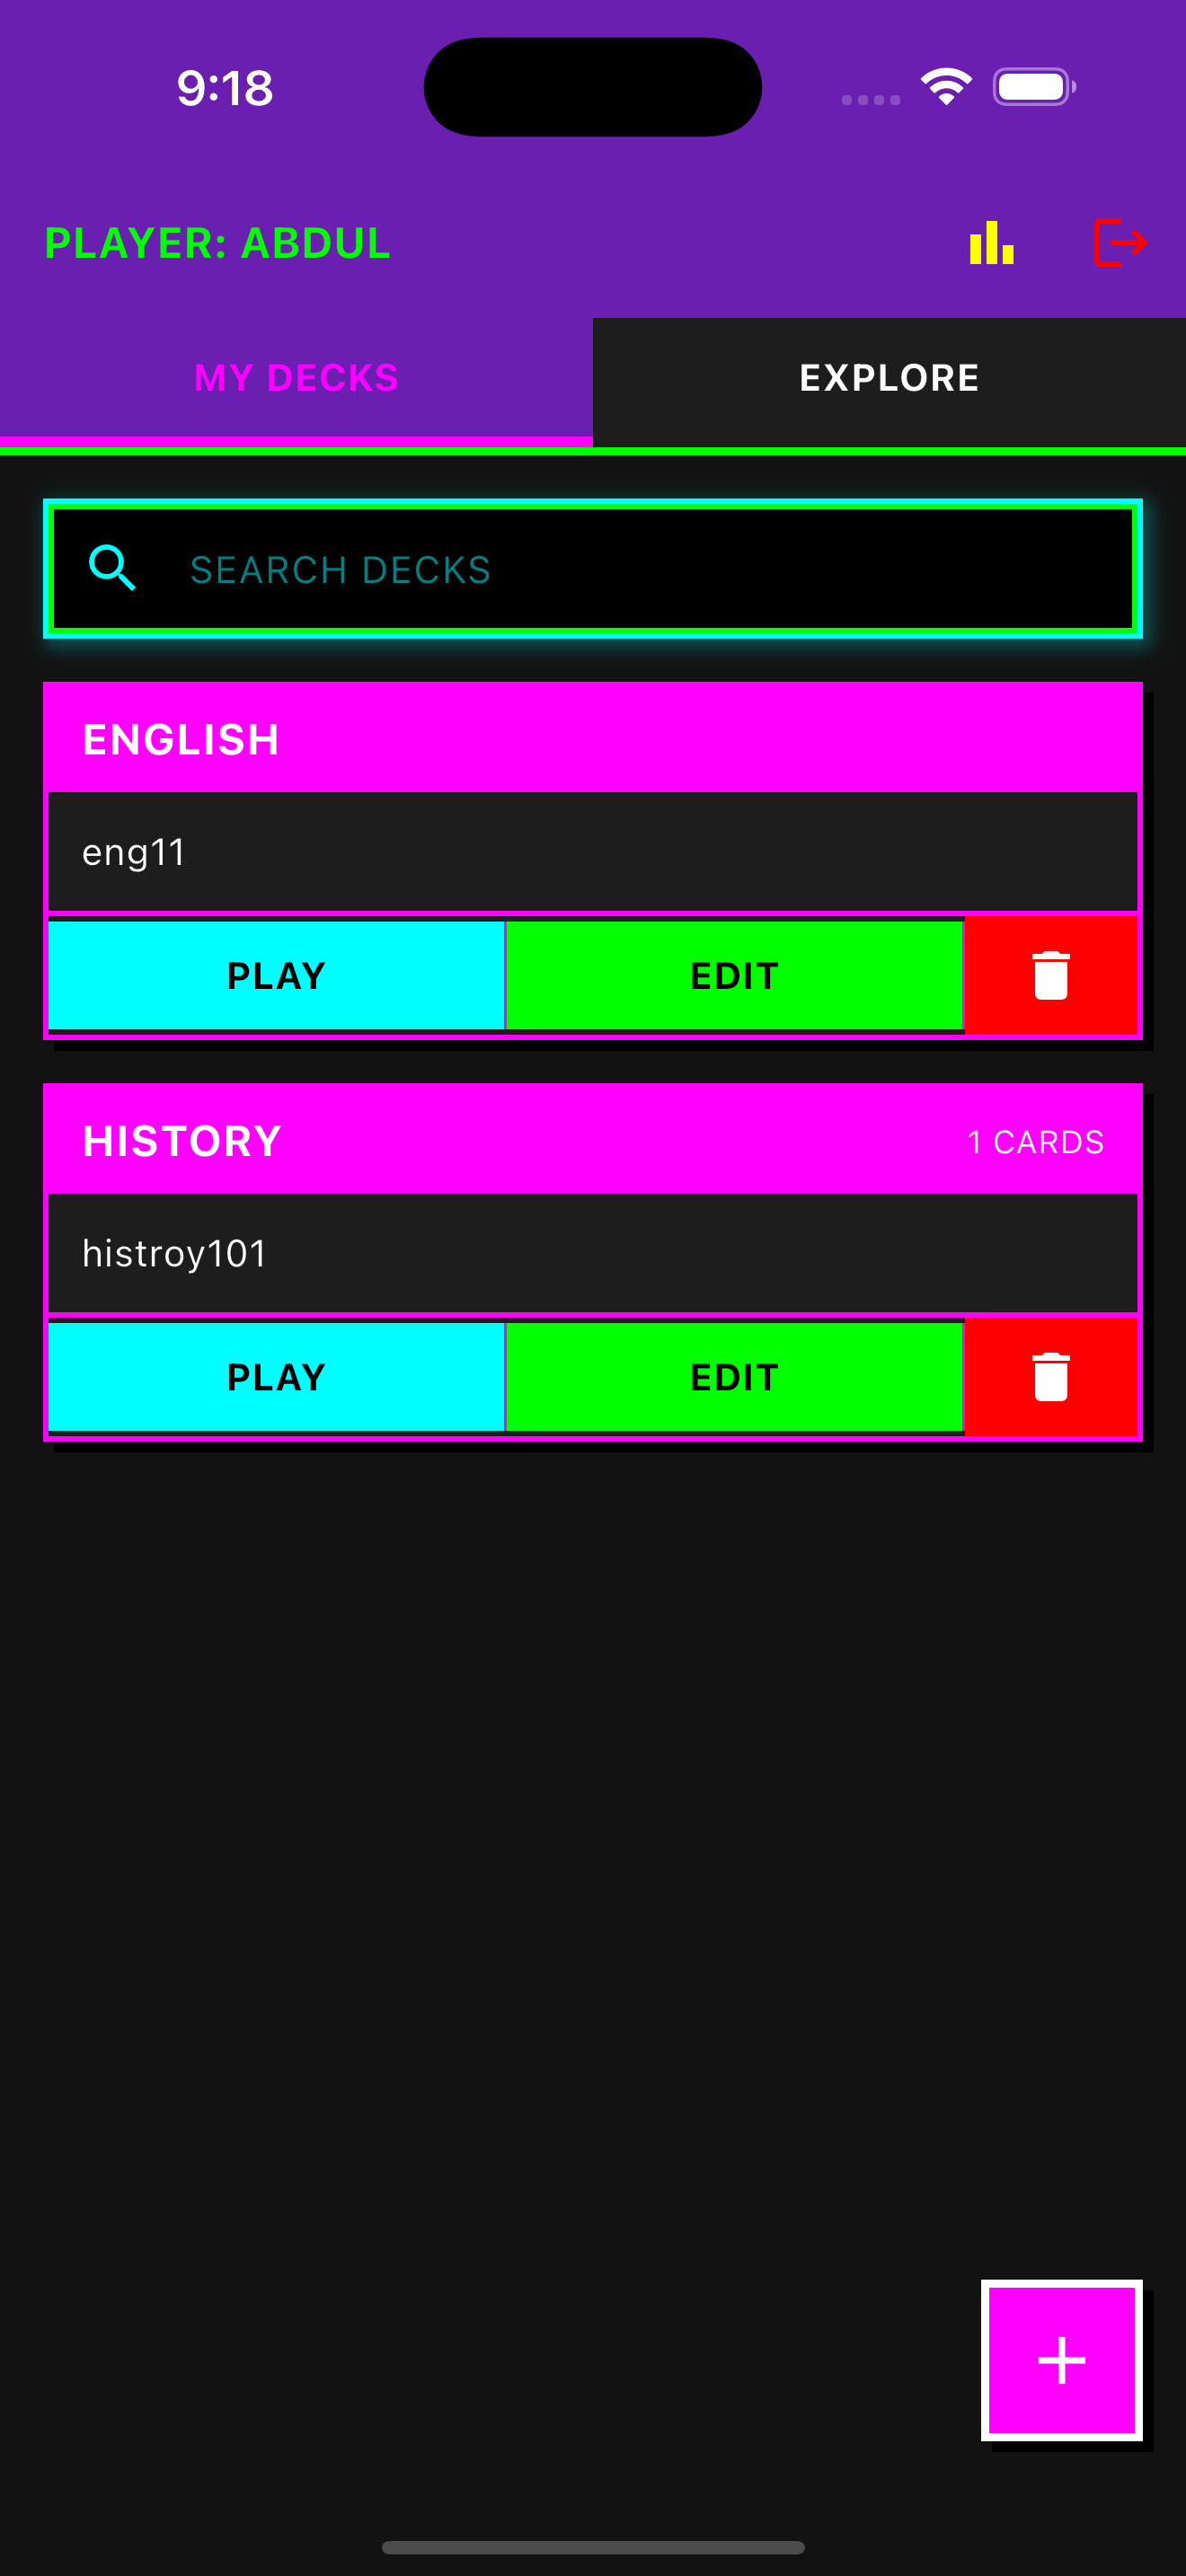 9:18
PLAYER: ABDUL
MY DECKS EXPLORE
SEARCH DECKS
ENGLISH
eng11
PLAY EDIT
HISTORY 1 CARDS
histroy101
PLAY EDIT